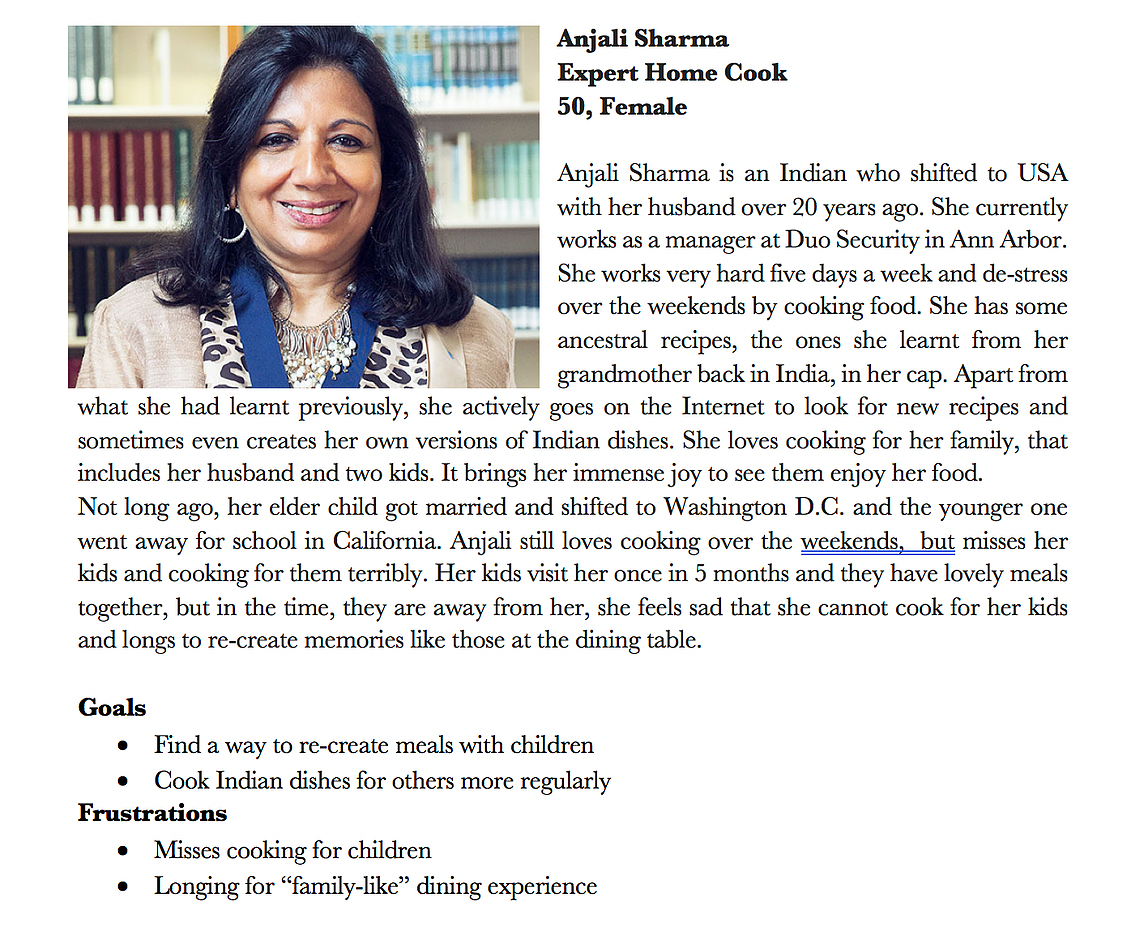 Anjali Sharma
Expert Home Cook
50, Female
Anjali Sharma is an Indian who shifted to USA
with her husband over 20 years ago. She currently
works as a manager at Duo Security in Ann Arbor.
She works very hard five days a week and de-stress
over the weekends by cooking food. She has some
ancestral recipes, the ones she learnt from her
grandmother back in India, in her cap. Apart from
what she had learnt previously, she actively goes on the Internet to look for new recipes and
sometimes even creates her own versions of Indian dishes. She loves cooking for her family, that
includes her husband and two kids. It brings her immense joy to see them enjoy her food.
Not long ago, her elder child got married and shifted to Washington D.C. and the younger one
went away for school in California. Anjali still loves cooking over the weekends, but misses her
kids and cooking for them terribly. Her kids visit her once in 5 months and they have lovely meals
together, but in the time, they are away from her, she feels sad that she cannot cook for her kids
and longs to re-create memories like those at the dining table.
Goals
• Find a way to re-create meals with children
• Cook Indian dishes for others more regularly
Frustrations
• Misses cooking for children
• Longing for “family-like” dining experience